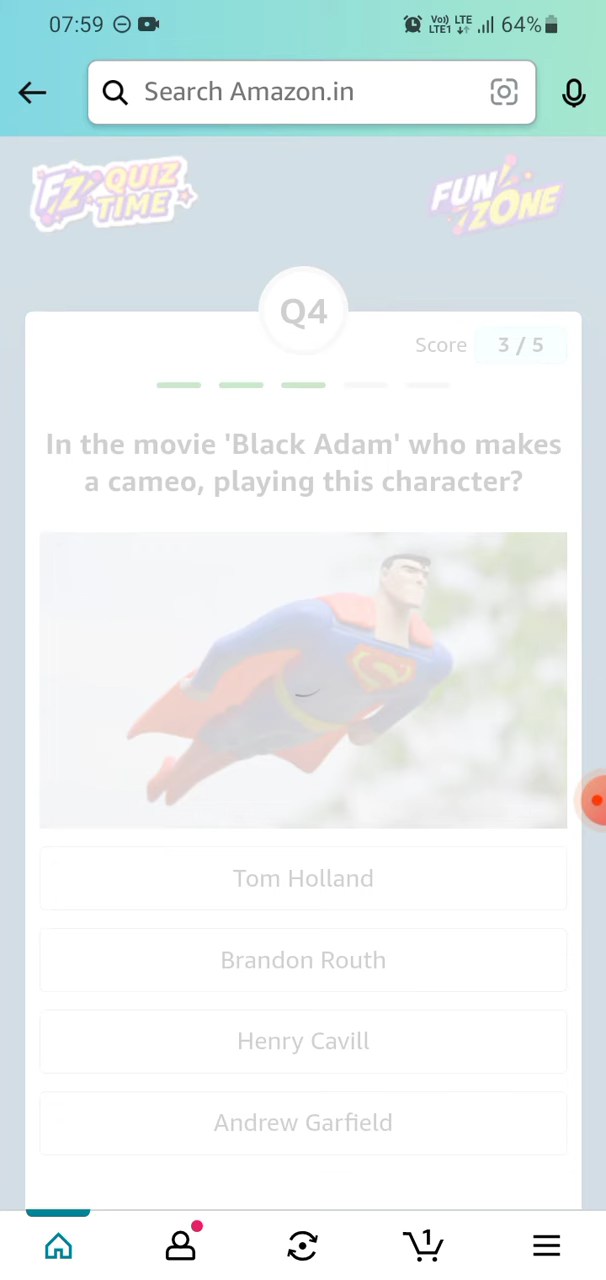 07:59
Vo) LTE
LTE1
64%
Search Amazon.in
FZ QUIZ
TIME
FUN
ZONE
Q4
Score 3 / 5
In the movie 'Black Adam' who makes
a cameo, playing this character?
S
Tom Holland
Brandon Routh
Henry Cavill
Andrew Garfield
1